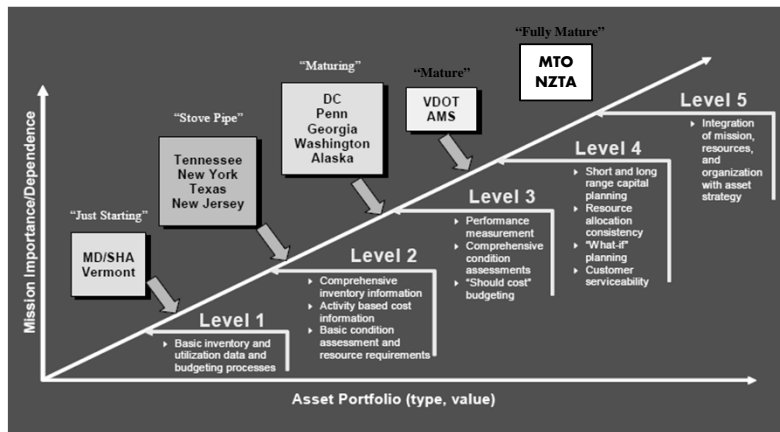 “Fully Mature”
MTO
NZTA
“Maturing”
“Mature”
DC
Penn
Georgia
Washington
Alaska
VDOT
AMS
“Stove Pipe”
Tennessee
New York
Texas
New Jersey
“Just Starting”
MD/SHA
Vermont
Level 5
Integration
of mission,
resources,
and
organization
with asset
strategy
Level 4
Short and long
range capital
planning
Resource
allocation
consistency
"What-if"
planning
Customer
serviceability
Level 3
Performance
measurement
Comprehensive
condition
assessments
"Should cost"
budgeting
Level 2
Comprehensive
inventory information
Activity based cost
information
Basic condition
assessment and
resource requirements
Level 1
Basic inventory and
utilization data and
budgeting processes
Mission Importance/Dependence
Asset Portfolio (type, value)